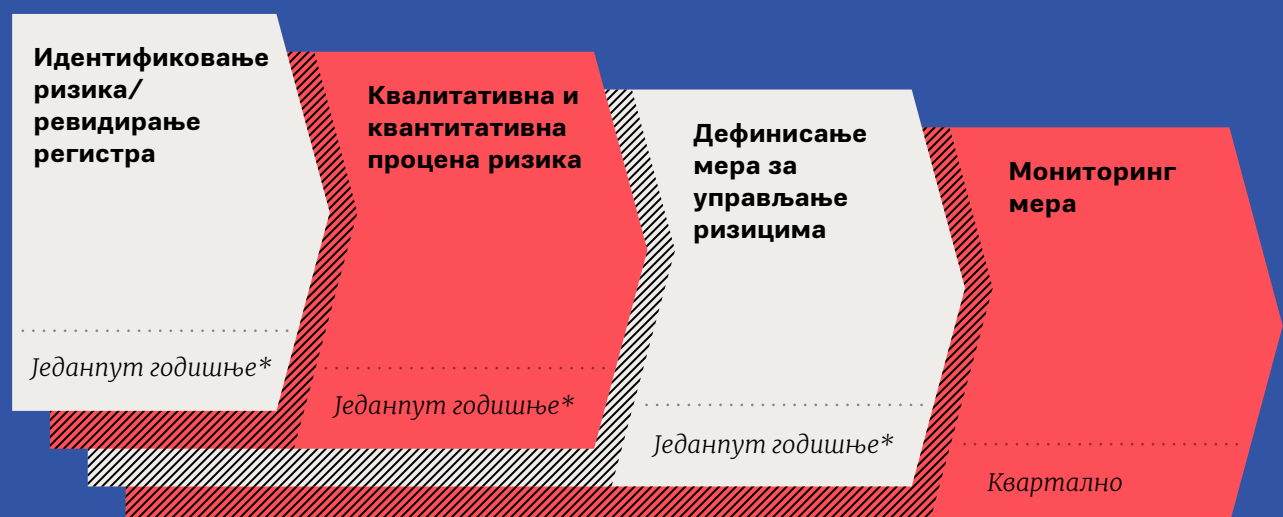 Идентификовање
ризика/
ревидирање
регистра
Једанпут годишње*
Квалитативна и
квантитативна
процена ризика
Једанпут годишње*
Дефинисање
мера за
управљање
ризицима
Једанпут годишње*
Мониторинг
мера
Квартално